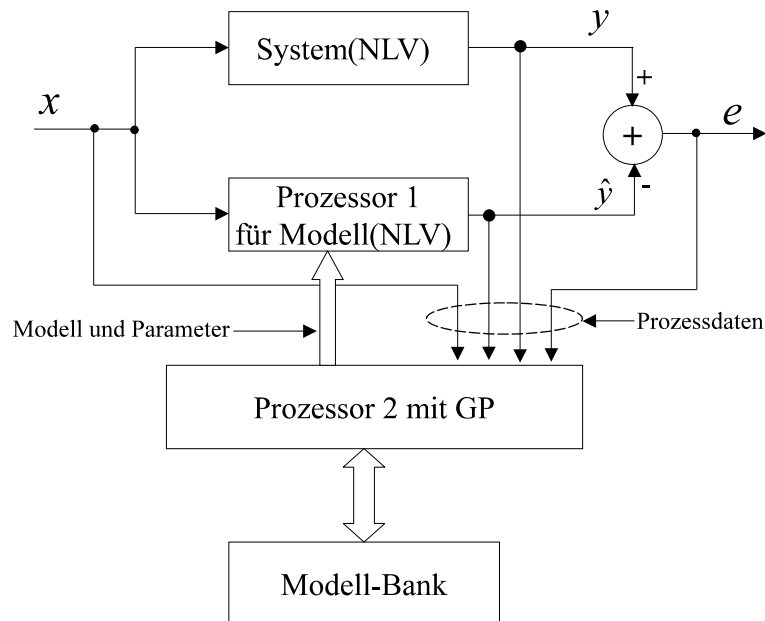 y
System(NLV)
+
x
+
e
Prozessor 1
für Modell(NLV)
ŷ
-
Modell und Parameter
Prozessdaten
Prozessor 2 mit GP
Modell-Bank